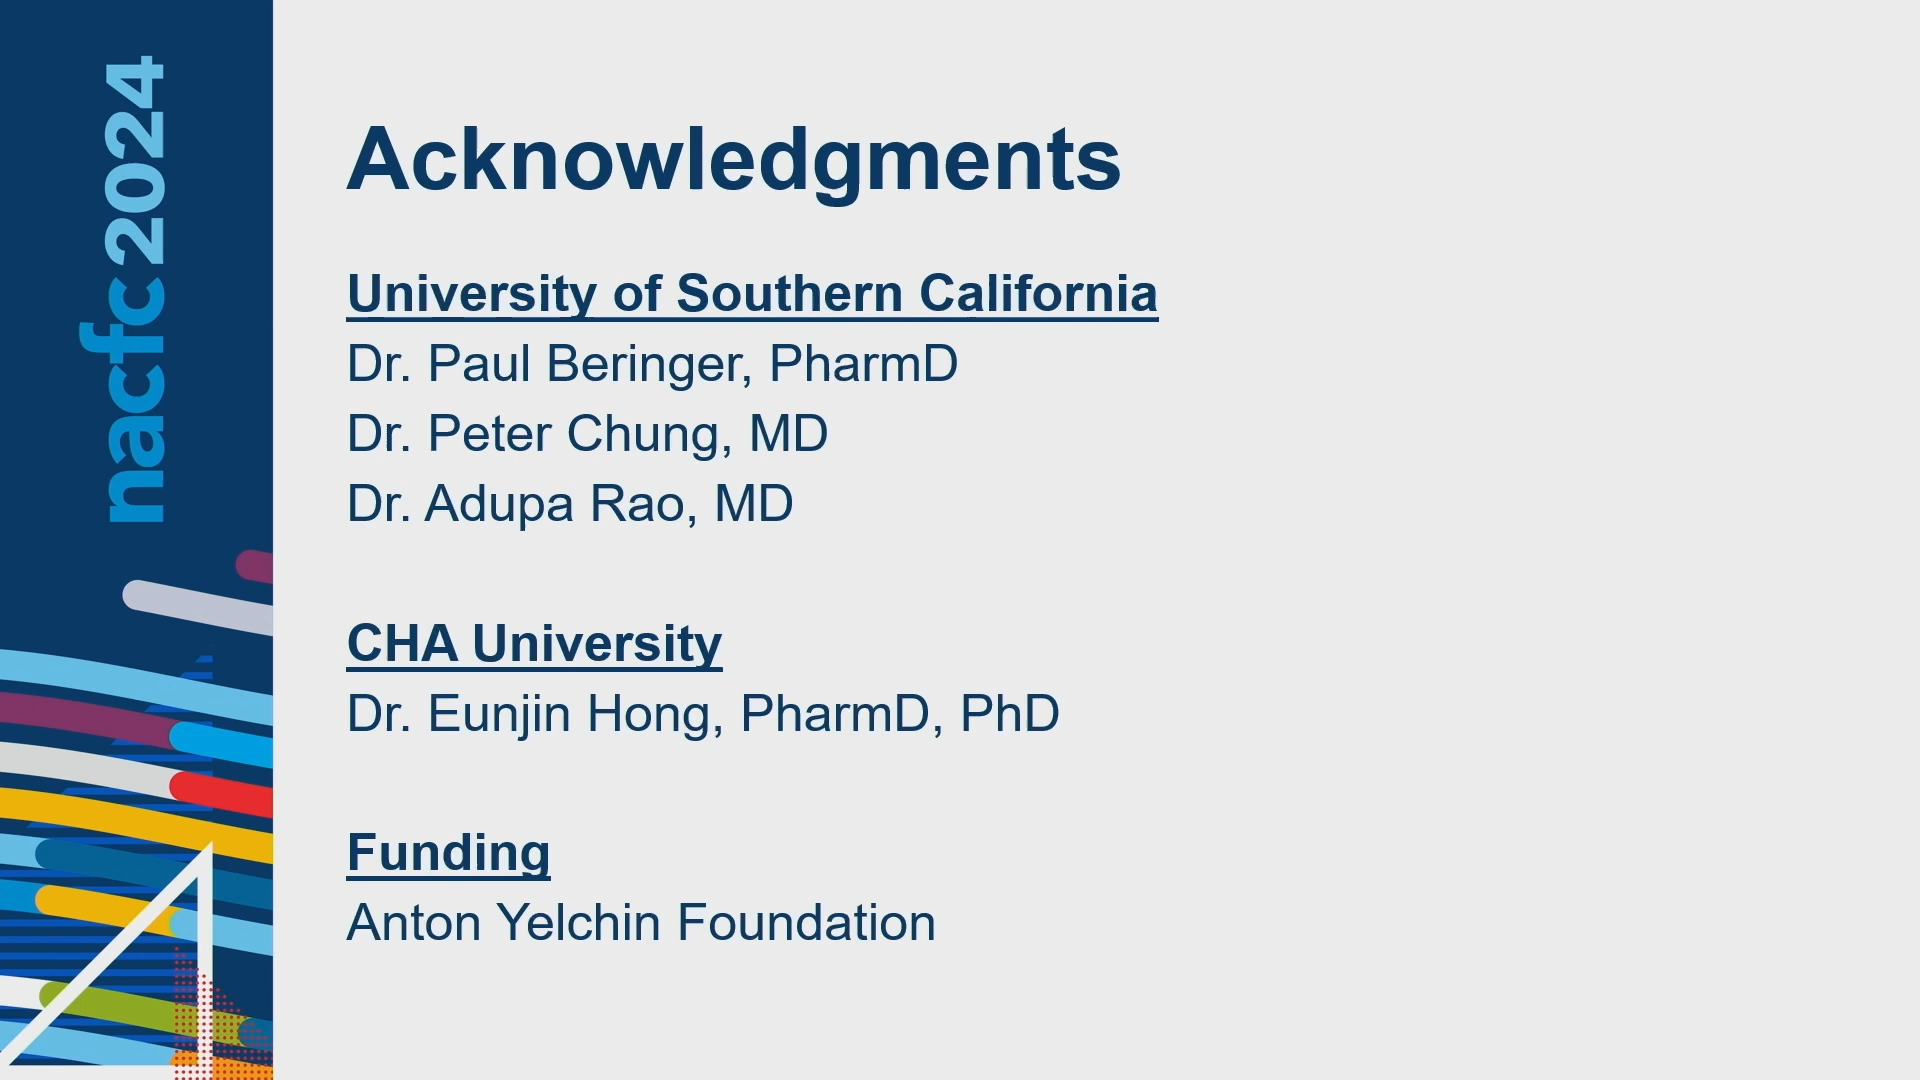 nacfc2024
Acknowledgments
University of Southern California
Dr. Paul Beringer, PharmD
Dr. Peter Chung, MD
Dr. Adupa Rao, MD
CHA University
Dr. Eunjin Hong, PharmD, PhD
Funding
Anton Yelchin Foundation